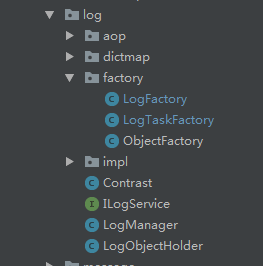 log
aop
dictmap
factory
LogFactory
LogTaskFactory
ObjectFactory
impl
Contrast
ILogService
LogManager
LogObjectHolder